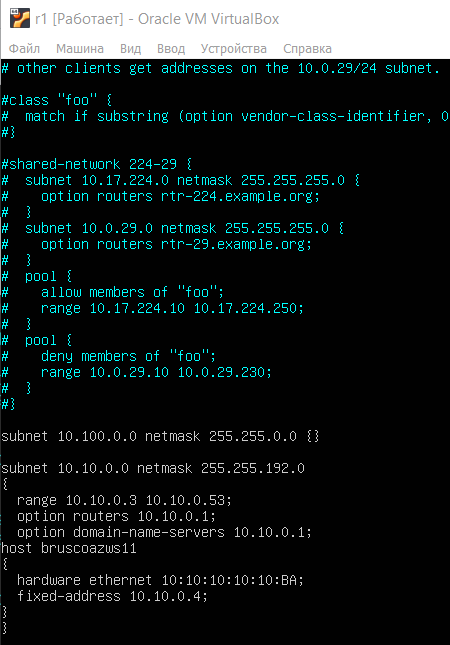 r1 [Работает] - Oracle VM VirtualBox
Файл Машина Вид Ввод Устройства Справка
# other clients get addresses on the 10.0.29/24 subnet.
#class "foo" {
#  match if substring (option vendor-class-identifier, 0
#}
#shared-network 224-29 {
#  subnet 10.17.224.0 netmask 255.255.255.0 {
#    option routers rtr-224.example.org;
#  }
#  subnet 10.0.29.0 netmask 255.255.255.0 {
#    option routers rtr-29.example.org;
#  }
#  pool {
#    allow members of "foo";
#    range 10.17.224.10 10.17.224.250;
#  }
#  pool {
#    deny members of "foo";
#    range 10.0.29.10 10.0.29.230;
#  }
#}
subnet 10.100.0.0 netmask 255.255.0.0 {}
subnet 10.10.0.0 netmask 255.255.192.0
{
  range 10.10.0.3 10.10.0.53;
  option routers 10.10.0.1;
  option domain-name-servers 10.10.0.1;
host bruscoazws11
{
  hardware ethernet 10:10:10:10:10:BA;
  fixed-address 10.10.0.4;
}
}